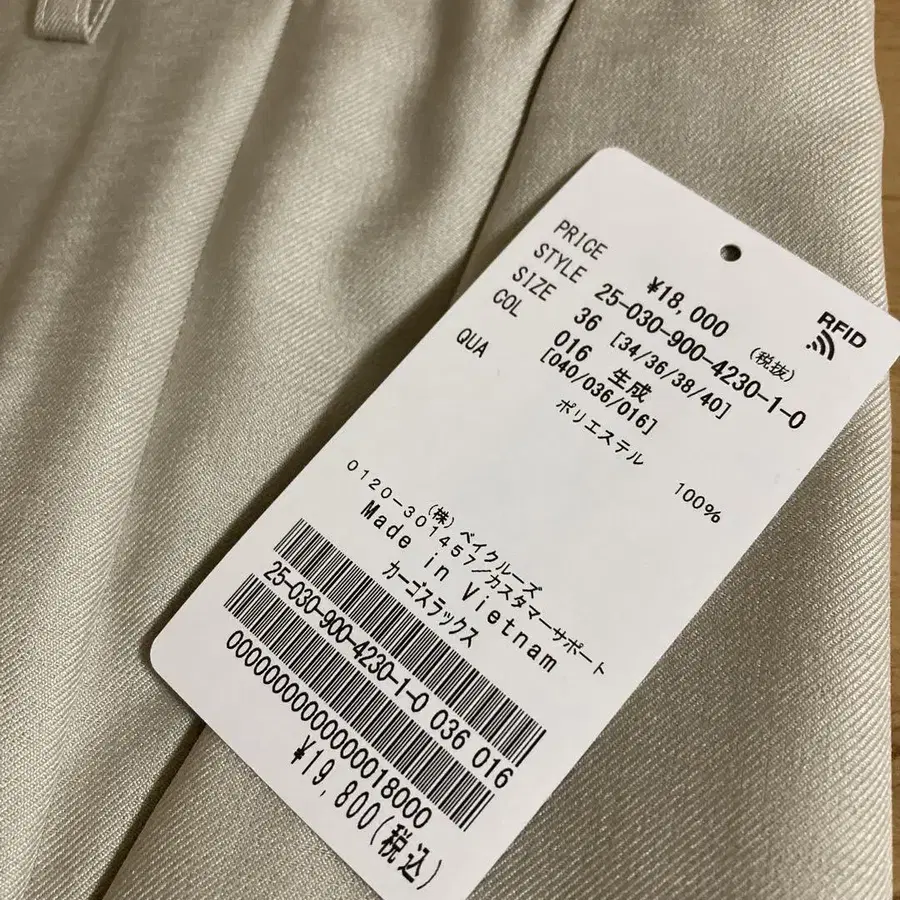 RFID
PRICE ¥18,000 (税抜)
STYLE 25-030-900-4230-1-0
SIZE 36 [34/36/38/40]
COL 016 生成
[040/036/016]
QUA ポリエステル 100%
(株)ベイクルーズ
0120-301457/カスタマーサポート
Made in Vietnam
カーゴスラックス
25-030-900-4230-1-0 036 016
0000000000000018000
¥19,800(税込)